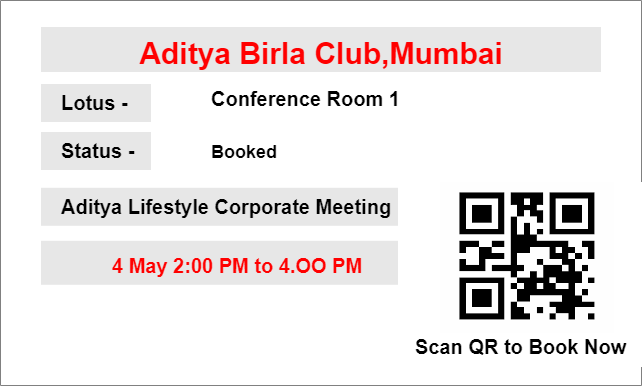 Aditya Birla Club,Mumbai
Lotus - Conference Room 1
Status - Booked
Aditya Lifestyle Corporate Meeting
4 May 2:00 PM to 4.OO PM
Scan QR to Book Now